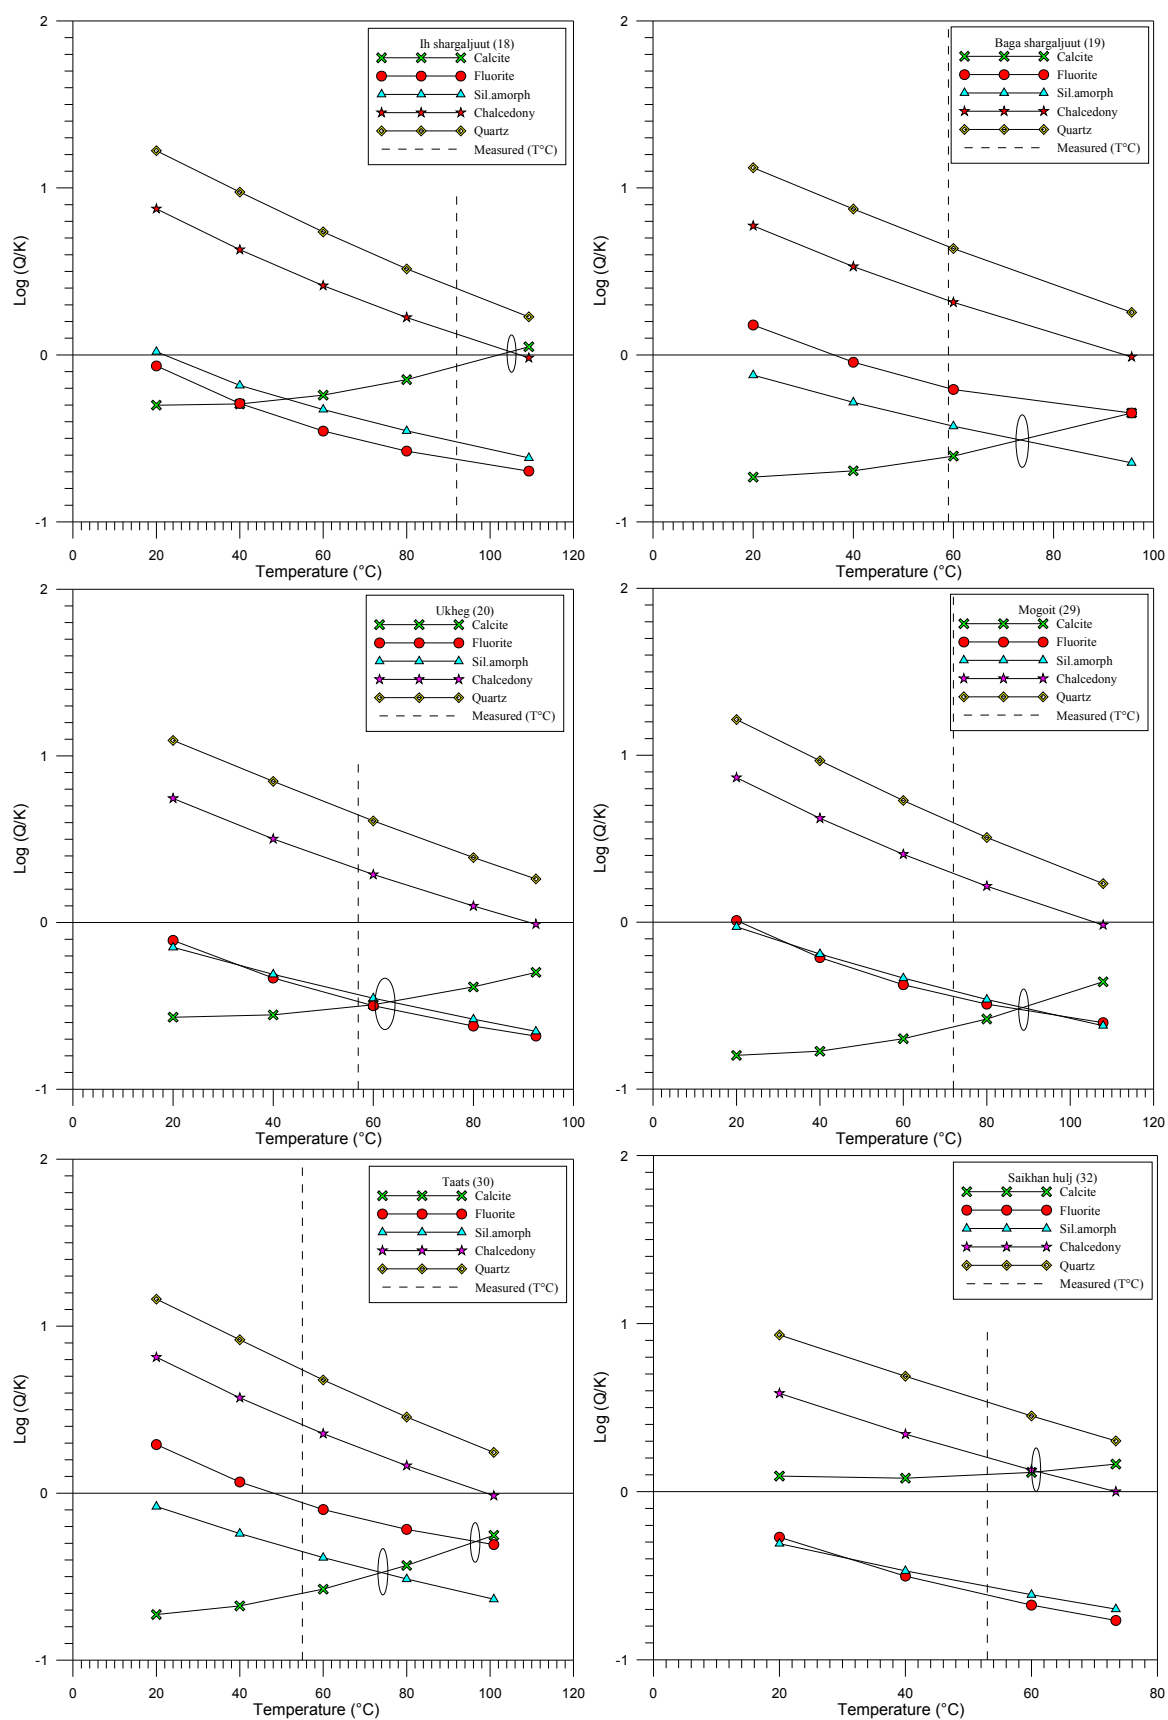 2
1
0
-1
Log (Q/K)
Ih shargaljuut (18)
Calcite
Fluorite
Sil.amorph
Chalcedony
Quartz
Measured (T°C)
0 20 40 60 80 100 120
Temperature (°C)
2
1
0
-1
Log (Q/K)
Baga shargaljuut (19)
Calcite
Fluorite
Sil.amorph
Chalcedony
Quartz
Measured (T°C)
0 20 40 60 80 100
Temperature (°C)
2
1
0
-1
Log (Q/K)
Ukheg (20)
Calcite
Fluorite
Sil.amorph
Chalcedony
Quartz
Measured (T°C)
0 20 40 60 80 100
Temperature (°C)
2
1
0
-1
Log (Q/K)
Mogoit (29)
Calcite
Fluorite
Sil.amorph
Chalcedony
Quartz
Measured (T°C)
0 20 40 60 80 100 120
Temperature (°C)
2
1
0
-1
Log (Q/K)
Taats (30)
Calcite
Fluorite
Sil.amorph
Chalcedony
Quartz
Measured (T°C)
0 20 40 60 80 100 120
Temperature (°C)
2
1
0
-1
Log (Q/K)
Saikhan hulj (32)
Calcite
Fluorite
Sil.amorph
Chalcedony
Quartz
Measured (T°C)
0 20 40 60 80
Temperature (°C)